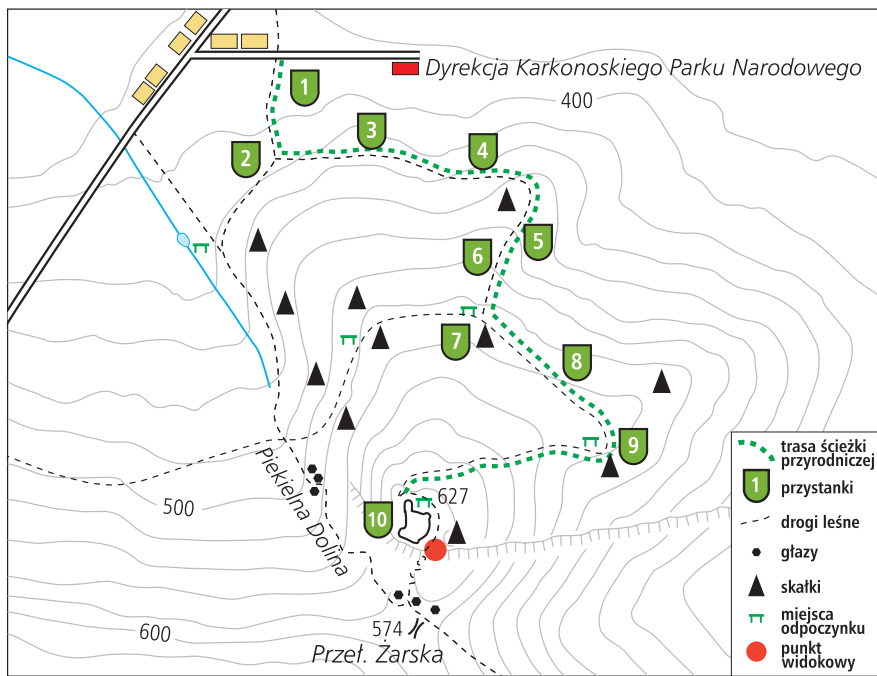 1
Dyrekcja Karkonoskiego Parku Narodowego
400
3
2
4
5
6
7
8
9
Piekielna Dolina
500
627
10
600
574
Przeł. Żarska
trasa ścieżki
przyrodniczej
1
przystanki
drogi leśne
głazy
skałki
miejsca
odpoczynku
punkt
widokowy